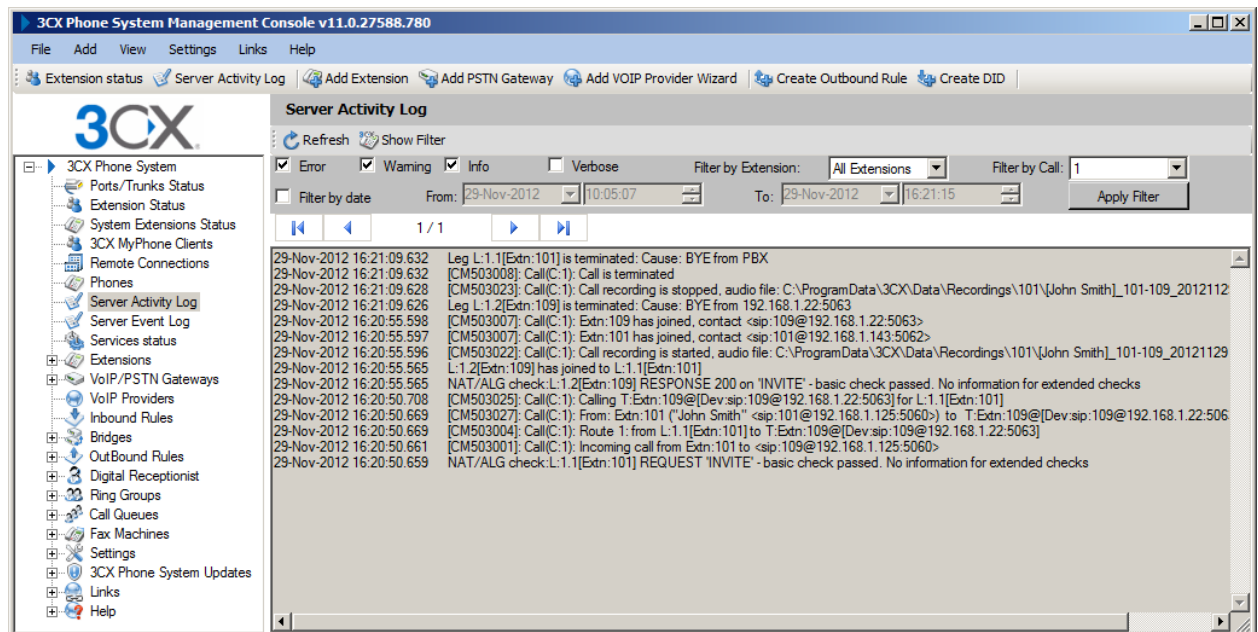 3CX Phone System Management Console v11.0.27588.780
File Add View Settings Links Help
Extension status Server Activity Log Add Extension Add PSTN Gateway Add VOIP Provider Wizard Create Outbound Rule Create DID
3CX
3CX Phone System
Ports/Trunks Status
Extension Status
System Extensions Status
3CX MyPhone Clients
Remote Connections
Phones
Server Activity Log
Server Event Log
Services status
Extensions
VoIP/PSTN Gateways
VoIP Providers
Inbound Rules
Bridges
OutBound Rules
Digital Receptionist
Ring Groups
Call Queues
Fax Machines
Settings
3CX Phone System Updates
Links
Help
Server Activity Log
Refresh Show Filter
Error Warning Info Verbose Filter by Extension: All Extensions Filter by Call: 1
Filter by date From: 29-Nov-2012 10:05:07 To: 29-Nov-2012 16:21:15 Apply Filter
1 / 1
29-Nov-2012 16:21:09.632 Leg L:1.1[Extn:101] is terminated: Cause: BYE from PBX
29-Nov-2012 16:21:09.632 [CM503008]: Call(C:1): Call is terminated
29-Nov-2012 16:21:09.628 [CM503023]: Call(C:1): Call recording is stopped, audio file: C:\ProgramData\3CX\Data\Recordings\101\[John Smith]_101-109_2012112
29-Nov-2012 16:21:09.626 Leg L:1.2[Extn:109] is terminated: Cause: BYE from 192.168.1.22:5063
29-Nov-2012 16:20:55.598 [CM503007]: Call(C:1): Extn:109 has joined, contact <sip:109@192.168.1.22:5063>
29-Nov-2012 16:20:55.597 [CM503007]: Call(C:1): Extn:101 has joined, contact <sip:101@192.168.1.143:5062>
29-Nov-2012 16:20:55.596 [CM503022]: Call(C:1): Call recording is started, audio file: C:\ProgramData\3CX\Data\Recordings\101\[John Smith]_101-109_20121129
29-Nov-2012 16:20:55.565 L:1.2[Extn:109] has joined to L:1.1[Extn:101]
29-Nov-2012 16:20:55.565 NAT/ALG check:L:1.2[Extn:109] RESPONSE 200 on 'INVITE' - basic check passed. No information for extended checks
29-Nov-2012 16:20:50.708 [CM503025]: Call(C:1): Calling T:Extn:109@[Dev:sip:109@192.168.1.22:5063] for L:1.1[Extn:101]
29-Nov-2012 16:20:50.669 [CM503027]: Call(C:1): From: Extn:101 ("John Smith" <sip:101@192.168.1.125:5060>) to T:Extn:109@[Dev:sip:109@192.168.1.22:506
29-Nov-2012 16:20:50.669 [CM503004]: Call(C:1): Route 1: from L:1.1[Extn:101] to T:Extn:109@[Dev:sip:109@192.168.1.22:5063]
29-Nov-2012 16:20:50.661 [CM503001]: Call(C:1): Incoming call from Extn:101 to <sip:109@192.168.1.125:5060>
29-Nov-2012 16:20:50.659 NAT/ALG check:L:1.1[Extn:101] REQUEST 'INVITE' - basic check passed. No information for extended checks